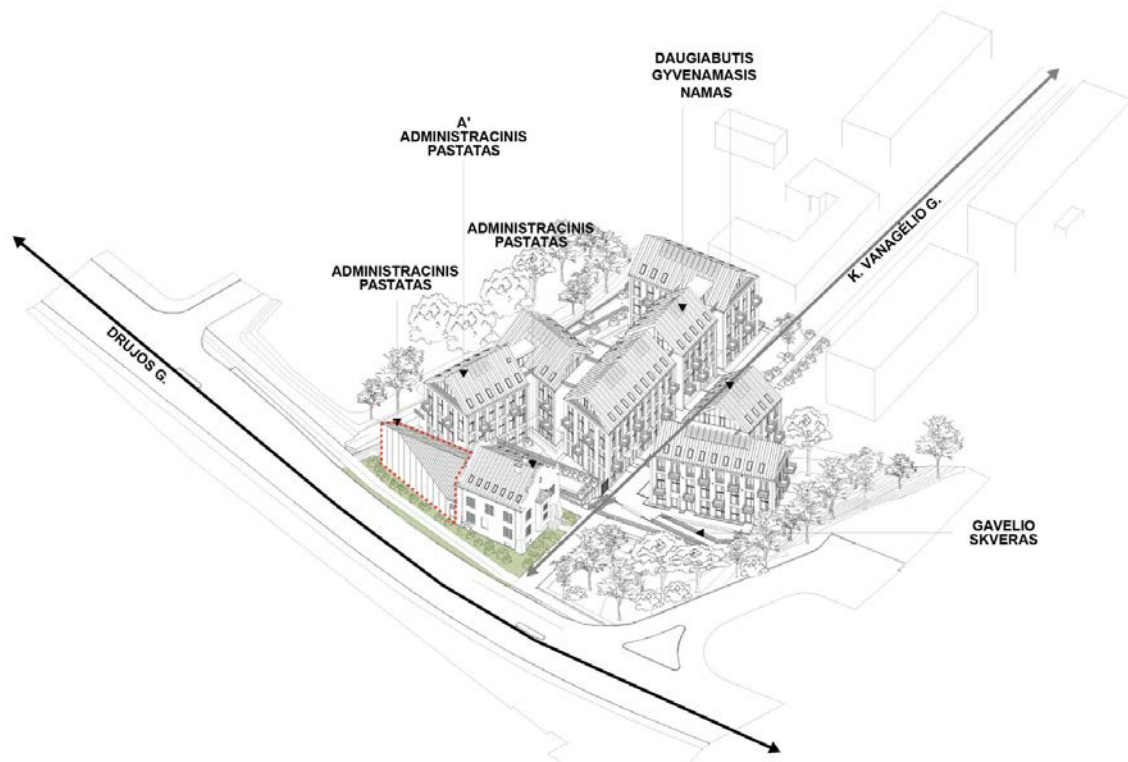 DAUGIABUTIS
GYVENAMASIS
NAMAS
A'
ADMINISTRACINIS
PASTATAS
ADMINISTRACINIS
PASTATAS
ADMINISTRACINIS
PASTATAS
K. VANAGĖLIO G.
DRUJOS G.
GAVELIO
SKVERAS